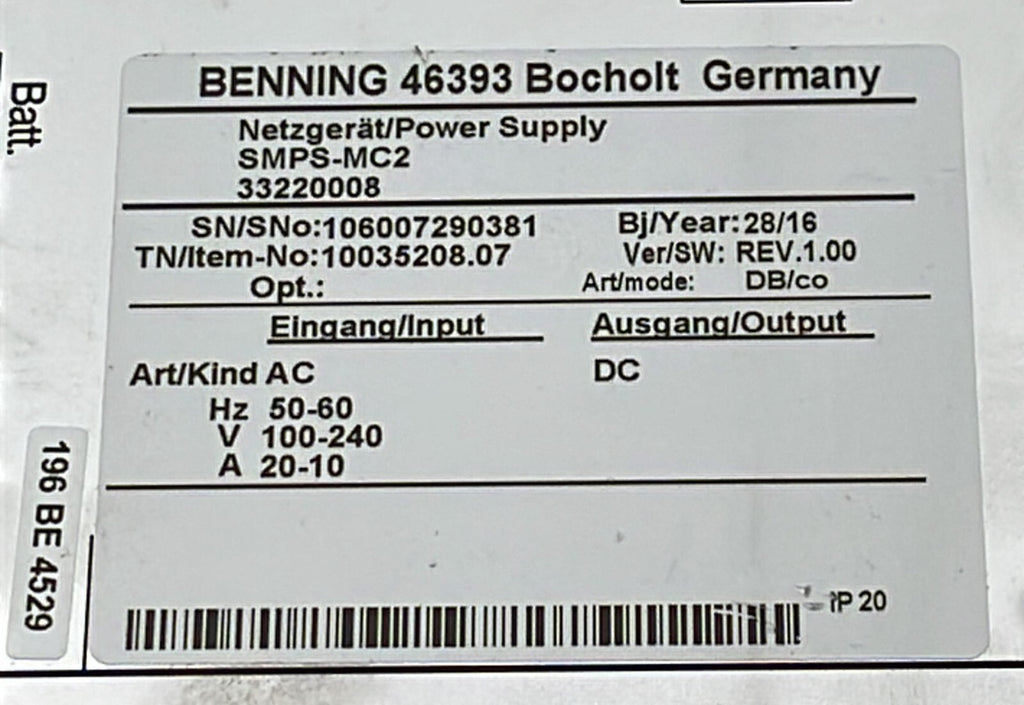 BENNING 46393 Bocholt Germany
Netzgerät/Power Supply
SMPS-MC2
33220008
SN/SNo:106007290381 Bj/Year:28/16
TN/Item-No:10035208.07 Ver/SW: REV.1.00
Opt.: Art/mode: DB/co
Eingang/Input Ausgang/Output
Art/Kind AC DC
Hz 50-60
V 100-240
A 20-10
IP 20
Batt.
196 BE 4529